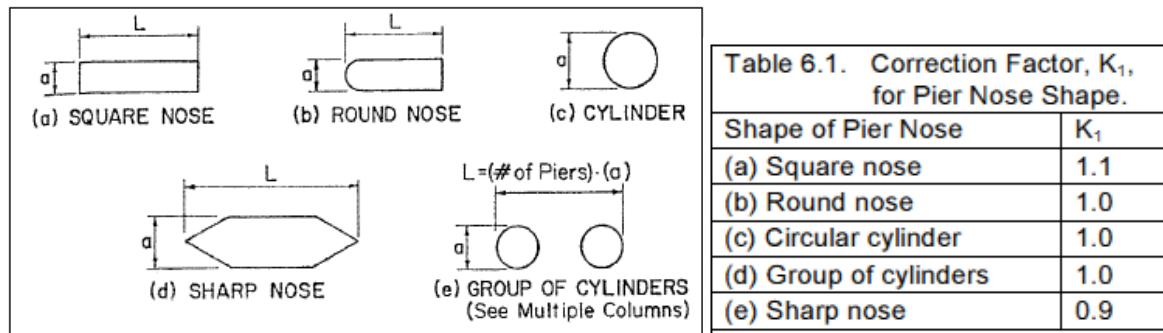 L
a
(a) SQUARE NOSE
L
a
(b) ROUND NOSE
a
(c) CYLINDER
L
a
(d) SHARP NOSE
L=(# of Piers)·(a)
a
(e) GROUP OF CYLINDERS
(See Multiple Columns)
Table 6.1. Correction Factor, K₁,
for Pier Nose Shape.
Shape of Pier Nose K₁
(a) Square nose 1.1
(b) Round nose 1.0
(c) Circular cylinder 1.0
(d) Group of cylinders 1.0
(e) Sharp nose 0.9